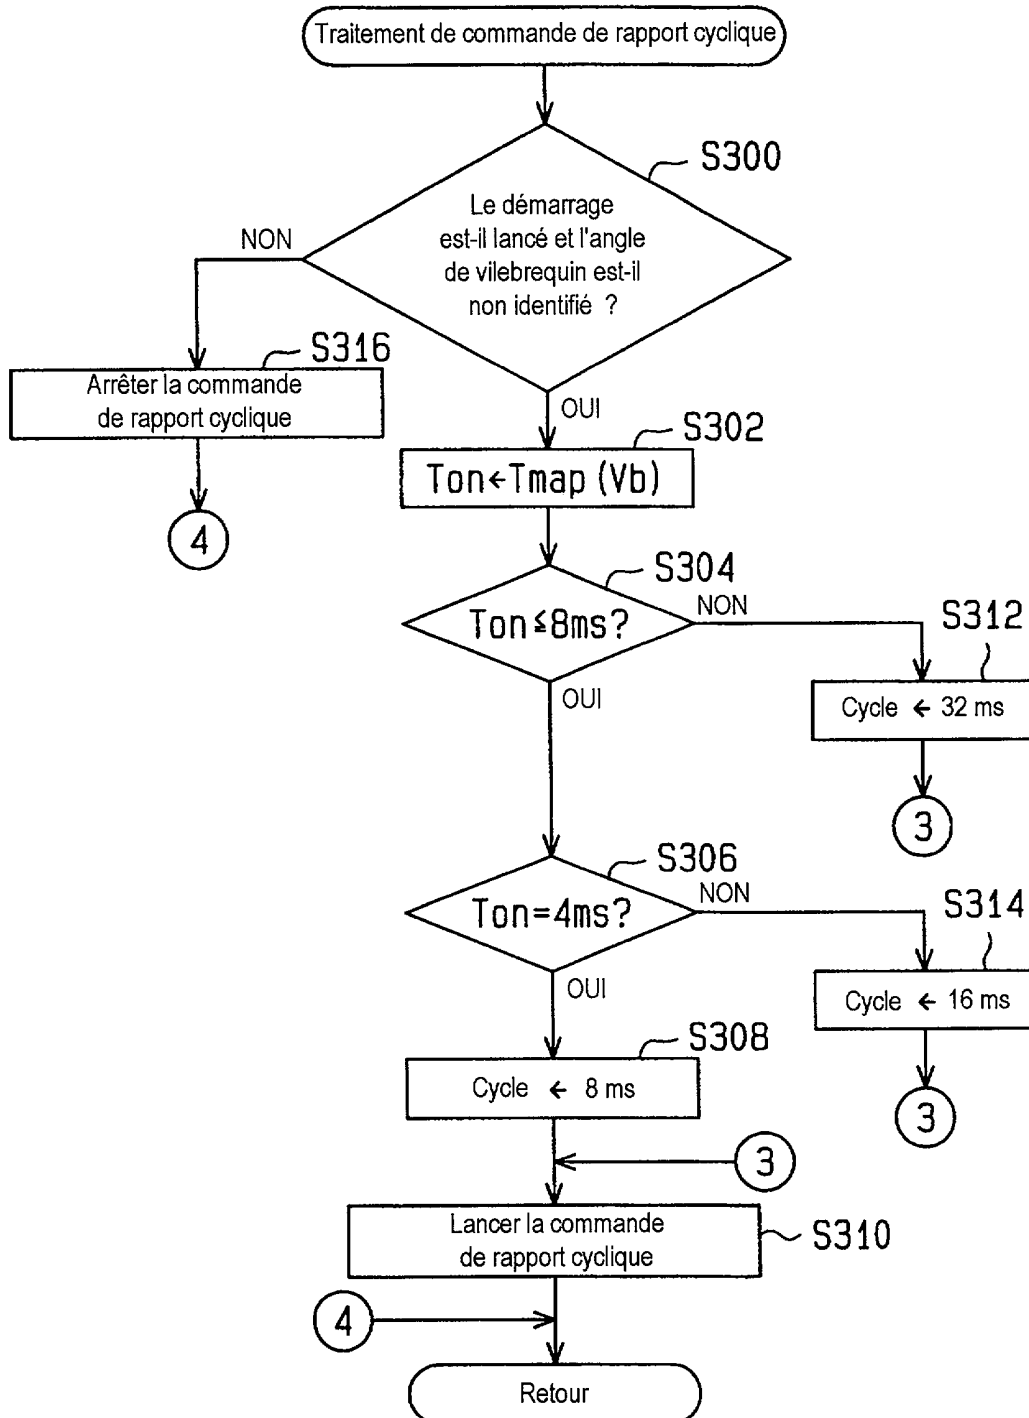 Traitement de commande de rapport cyclique
S300
Le démarrage
est-il lancé et l'angle
de vilebrequin est-il
non identifié ?
NON
S316
Arrêter la commande
de rapport cyclique
OUI
S302
Ton←Tmap (Vb)
4
S304
Ton≦8ms?
NON
S312
OUI
Cycle ← 32 ms
3
S306
Ton=4ms?
NON
S314
OUI
Cycle ← 16 ms
S308
Cycle ← 8 ms
3
3
Lancer la commande
de rapport cyclique
S310
4
Retour